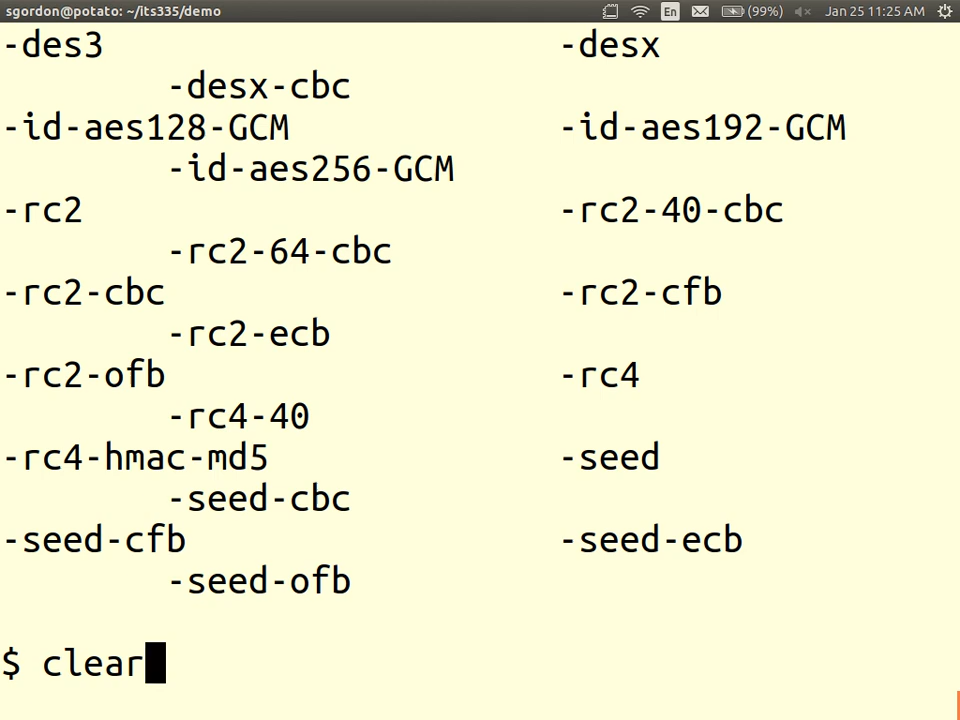 sgordon@potato: ~/its335/demo En (99%) Jan 25 11:25 AM
-des3 -desx
-desx-cbc
-id-aes128-GCM -id-aes192-GCM
-id-aes256-GCM
-rc2 -rc2-40-cbc
-rc2-64-cbc
-rc2-cbc -rc2-cfb
-rc2-ecb
-rc2-ofb -rc4
-rc4-40
-rc4-hmac-md5 -seed
-seed-cbc
-seed-cfb -seed-ecb
-seed-ofb
$ clear